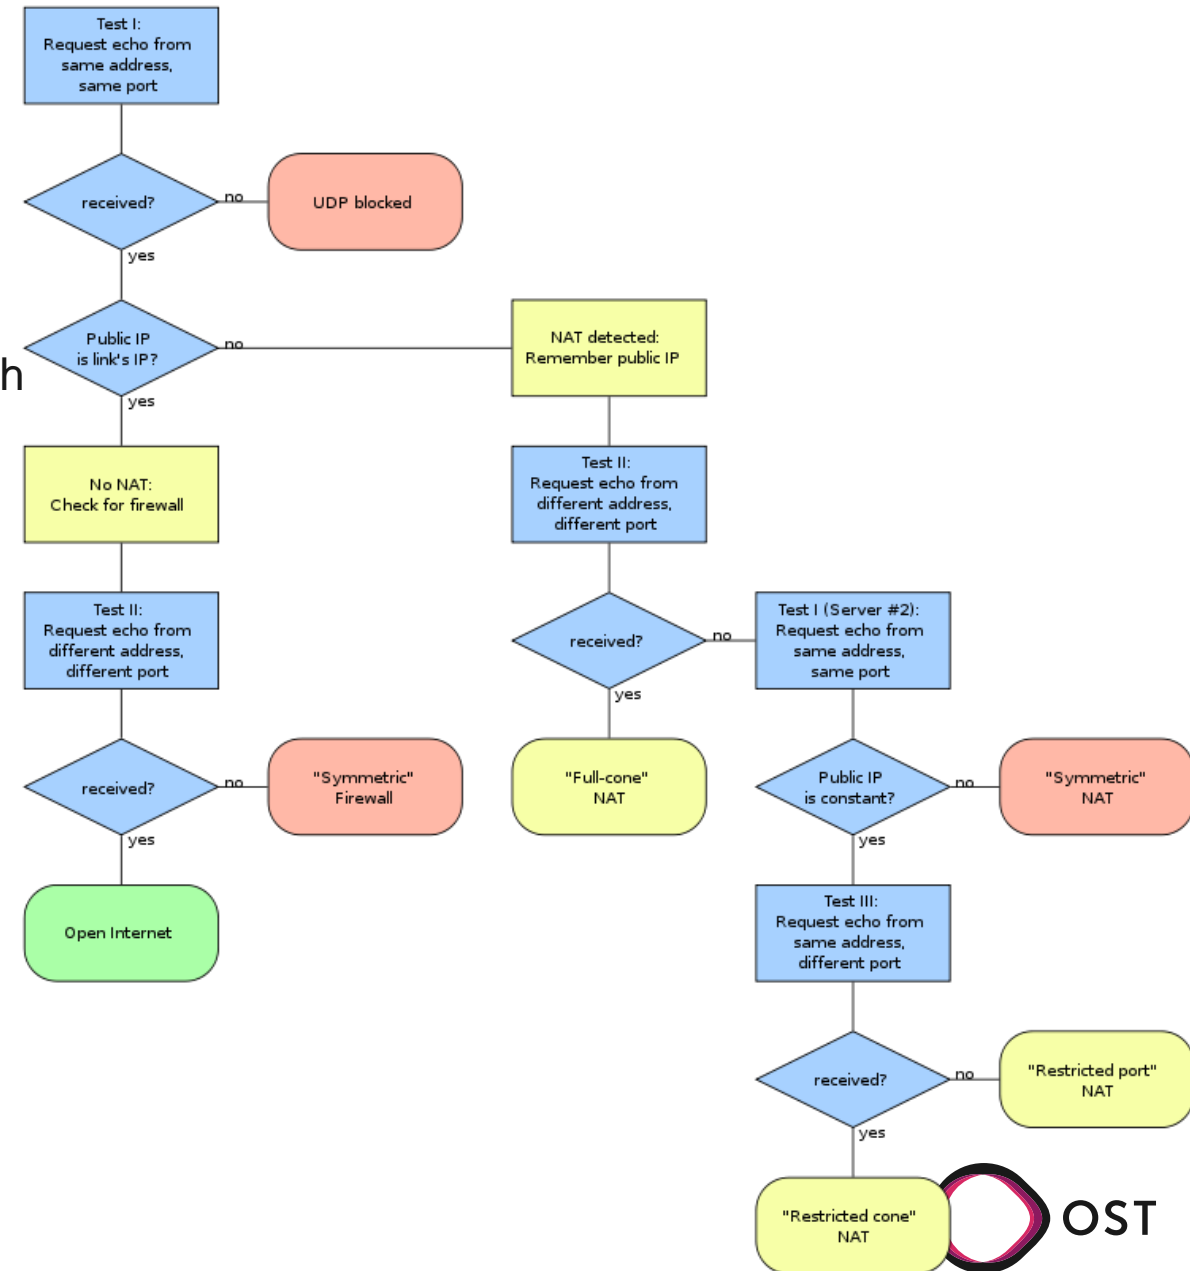 Test I:
Request echo from
same address,
same port
received?
no
UDP blocked
yes
Public IP
is link's IP?
no
NAT detected:
Remember public IP
h
yes
No NAT:
Check for firewall
Test II:
Request echo from
different address,
different port
Test II:
Request echo from
different address,
different port
received?
no
Test I (Server #2):
Request echo from
same address,
same port
yes
received?
no
"Symmetric"
Firewall
"Full-cone"
NAT
Public IP
is constant?
no
"Symmetric"
NAT
yes
yes
Open Internet
Test III:
Request echo from
same address,
different port
received?
no
"Restricted port"
NAT
yes
"Restricted cone"
NAT
OST